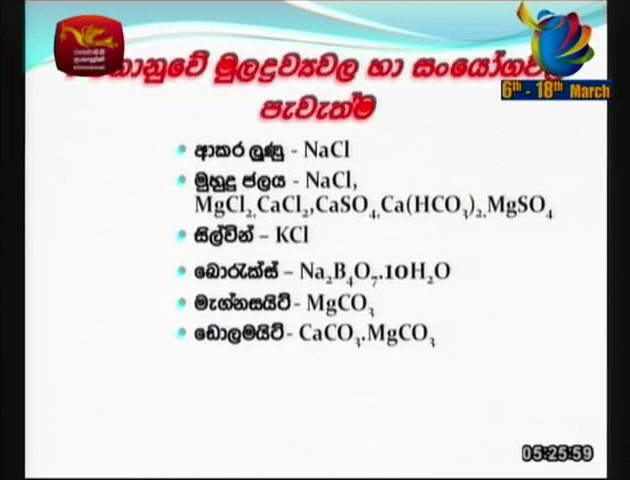 කානුවේ මූලද්‍රව්‍යවල හා සංයෝගවල
පැවැත්ම
6th - 18th March
• ආකර ලුණු - NaCl
• මුහුදු ජලය - NaCl,
MgCl₂,CaCl₂,CaSO₄,Ca(HCO₃)₂,MgSO₄
• සිල්වින් – KCl
• බොරැක්ස් – Na₂B₄O₇.10H₂O
• මැග්නසයිට් - MgCO₃
• ඩොලමයිට් - CaCO₃.MgCO₃
05:25:59